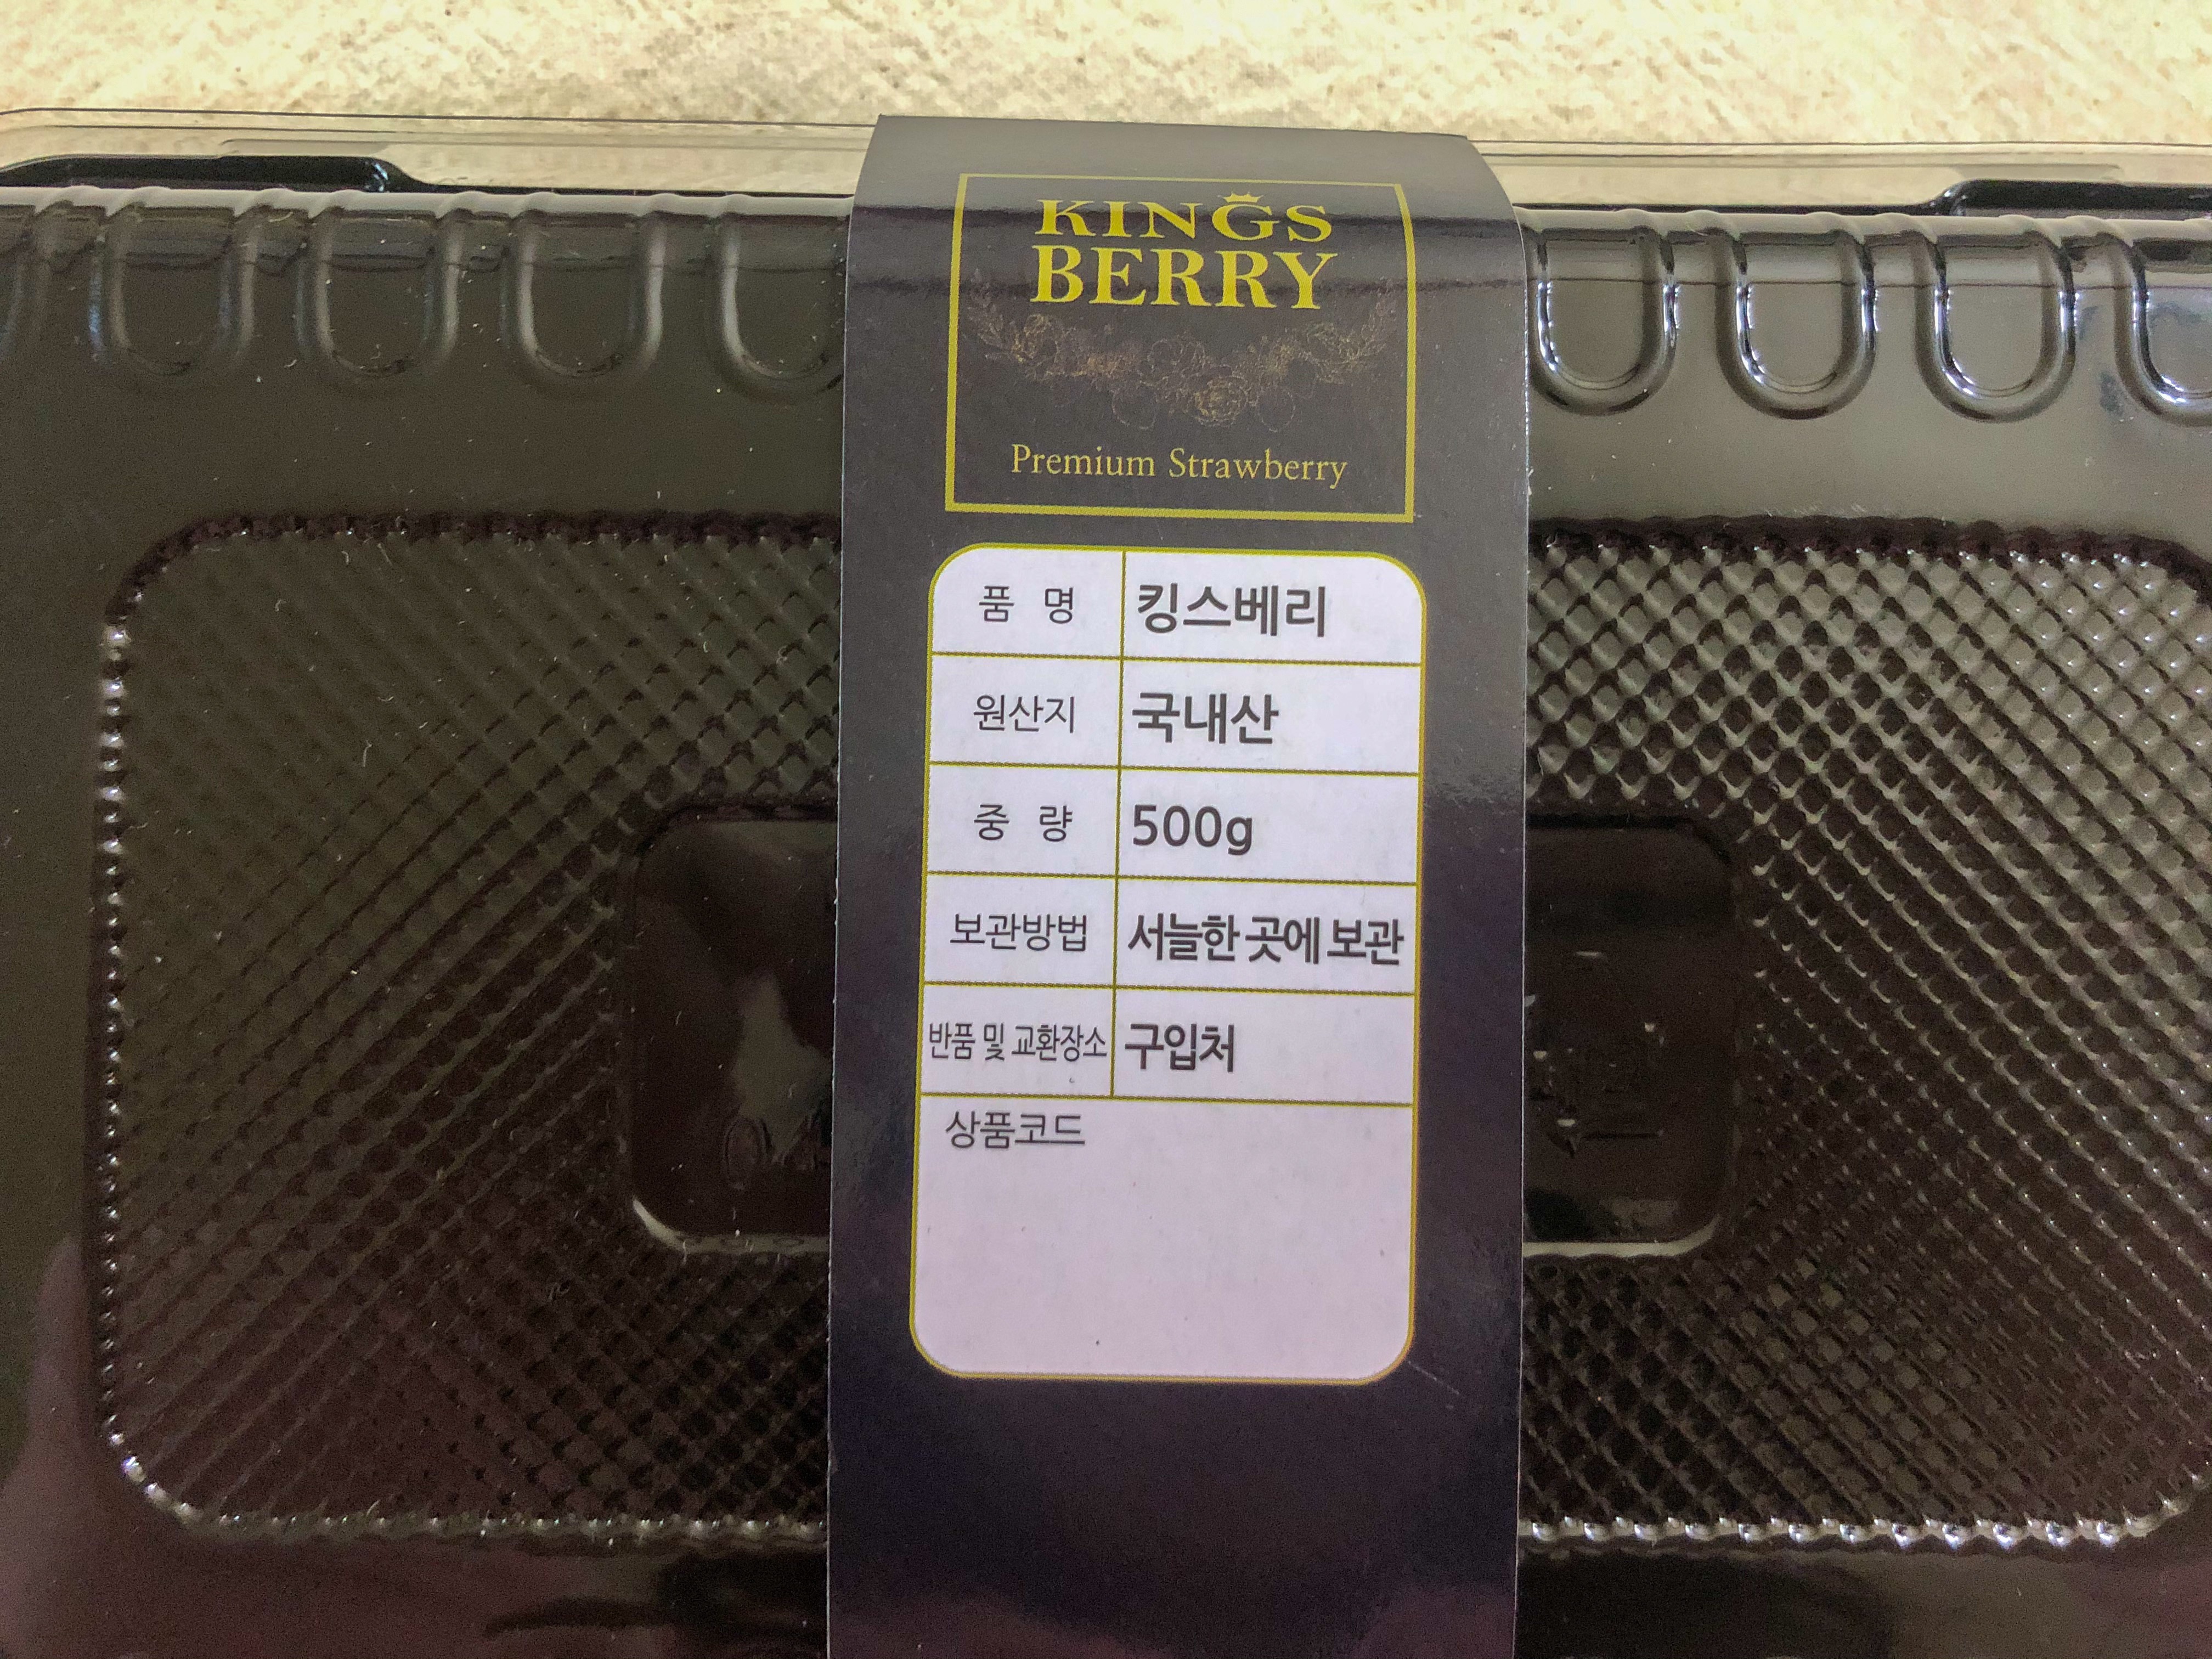 KINGS
BERRY
Premium Strawberry
품 명 킹스베리
원산지 국내산
중 량 500g
보관방법 서늘한 곳에 보관
반품 및 교환장소 구입처
상품코드